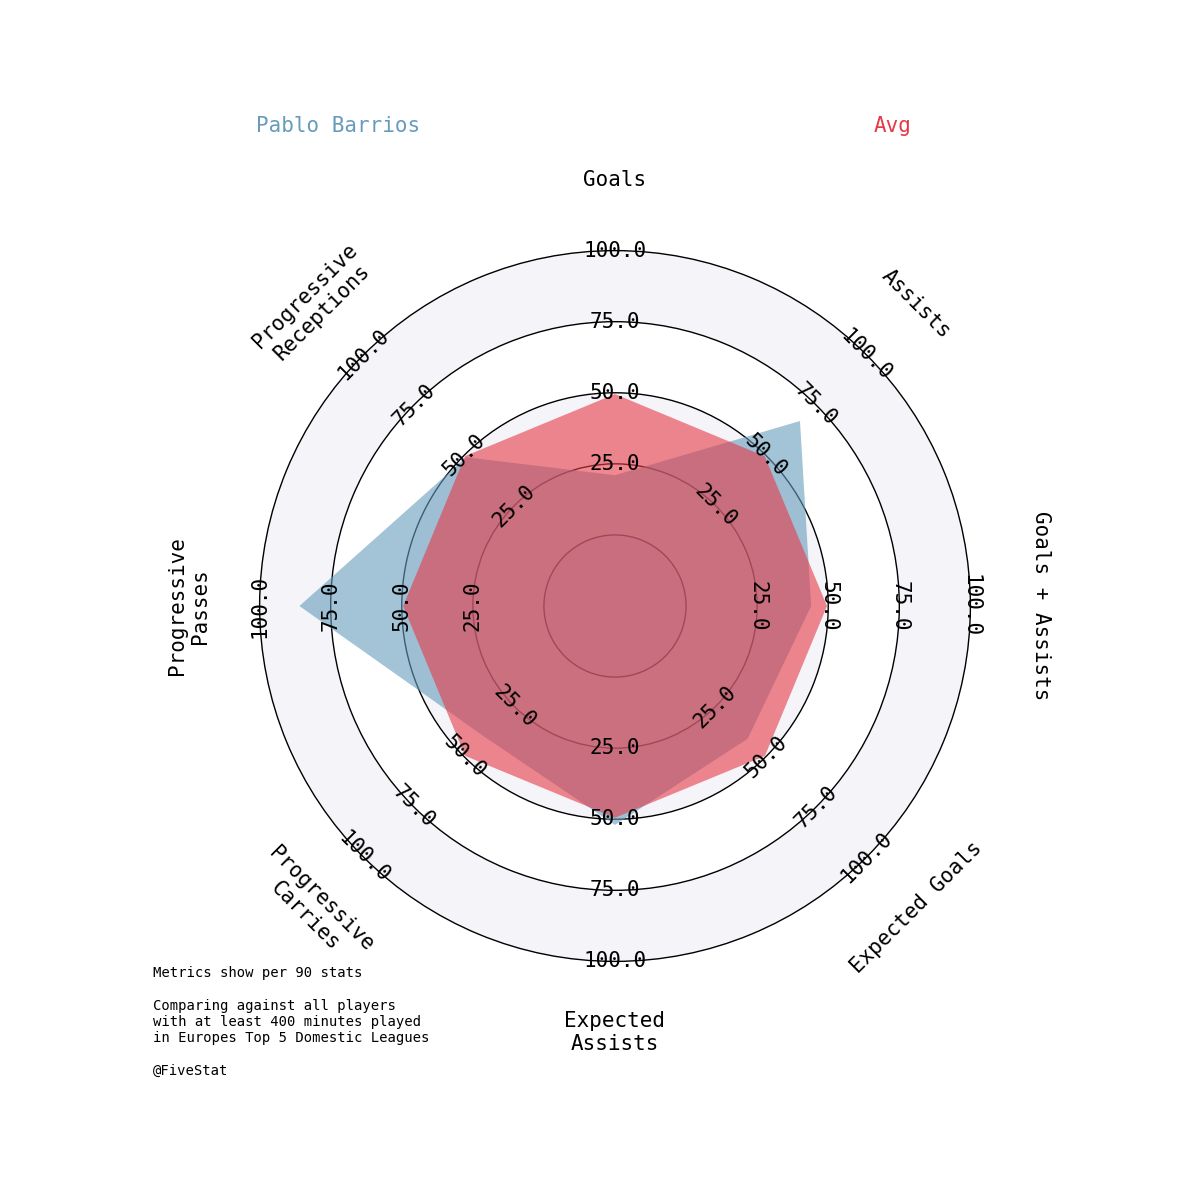 Pablo Barrios
Avg
Goals
Assists
Goals + Assists
Expected Goals
Expected
Assists
Progressive
Carries
Progressive
Passes
Progressive
Receptions
100.0
75.0
50.0
25.0
100.0
75.0
50.0
25.0
100.0
75.0
50.0
25.0
100.0
75.0
50.0
25.0
100.0
75.0
50.0
25.0
100.0
75.0
50.0
25.0
100.0
75.0
50.0
25.0
100.0
75.0
50.0
25.0
Metrics show per 90 stats
Comparing against all players
with at least 400 minutes played
in Europes Top 5 Domestic Leagues
@FiveStat